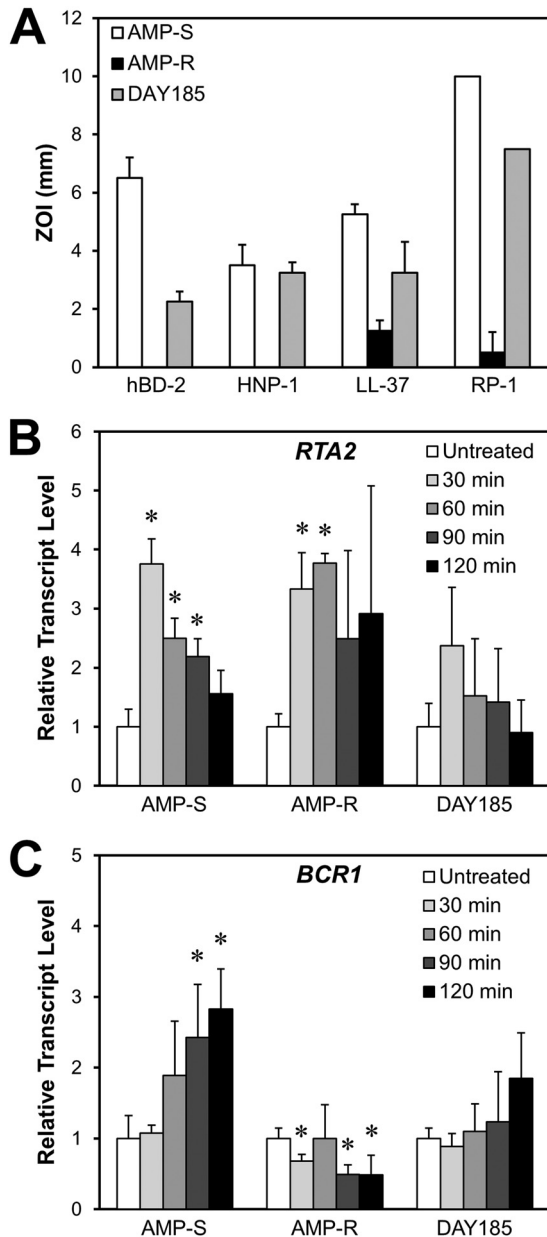 A
AMP-S
AMP-R
DAY185
ZOI (mm)
12
10
8
6
4
2
0
hBD-2 HNP-1 LL-37 RP-1
B
RTA2
Untreated
30 min
60 min
90 min
120 min
Relative Transcript Level
6
5
4
3
2
1
0
* * * * *
AMP-S AMP-R DAY185
C
BCR1
Untreated
30 min
60 min
90 min
120 min
Relative Transcript Level
5
4
3
2
1
0
* * * * *
AMP-S AMP-R DAY185